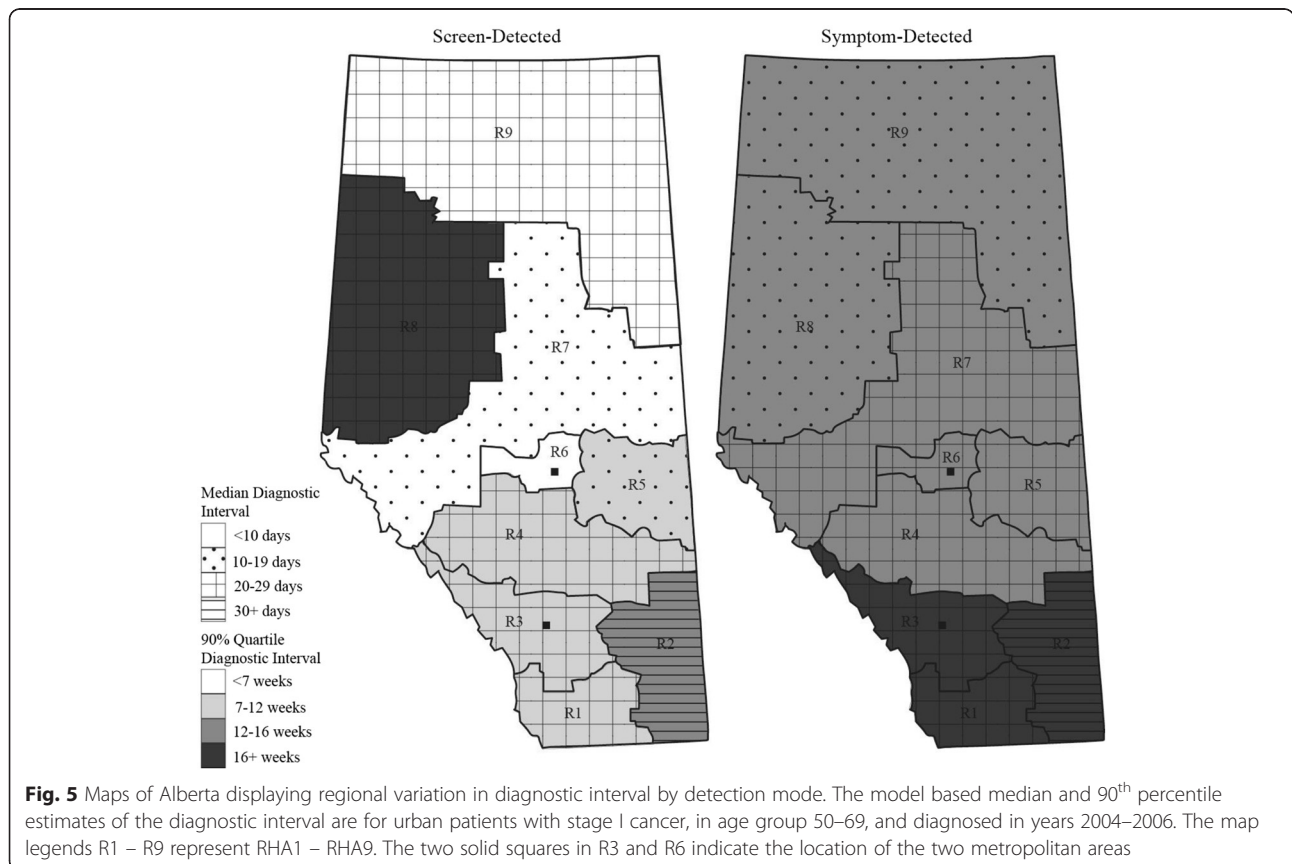 Screen-Detected
Symptom-Detected
R9
R9
R8
R8
R7
R7
R6
R6
R5
R5
R4
R4
R3
R3
R2
R2
R1
R1
Median Diagnostic
Interval
<10 days
10-19 days
20-29 days
30+ days
90% Quartile
Diagnostic Interval
<7 weeks
7-12 weeks
12-16 weeks
16+ weeks
Fig. 5 Maps of Alberta displaying regional variation in diagnostic interval by detection mode. The model based median and 90th percentile
estimates of the diagnostic interval are for urban patients with stage I cancer, in age group 50–69, and diagnosed in years 2004–2006. The map
legends R1 – R9 represent RHA1 – RHA9. The two solid squares in R3 and R6 indicate the location of the two metropolitan areas